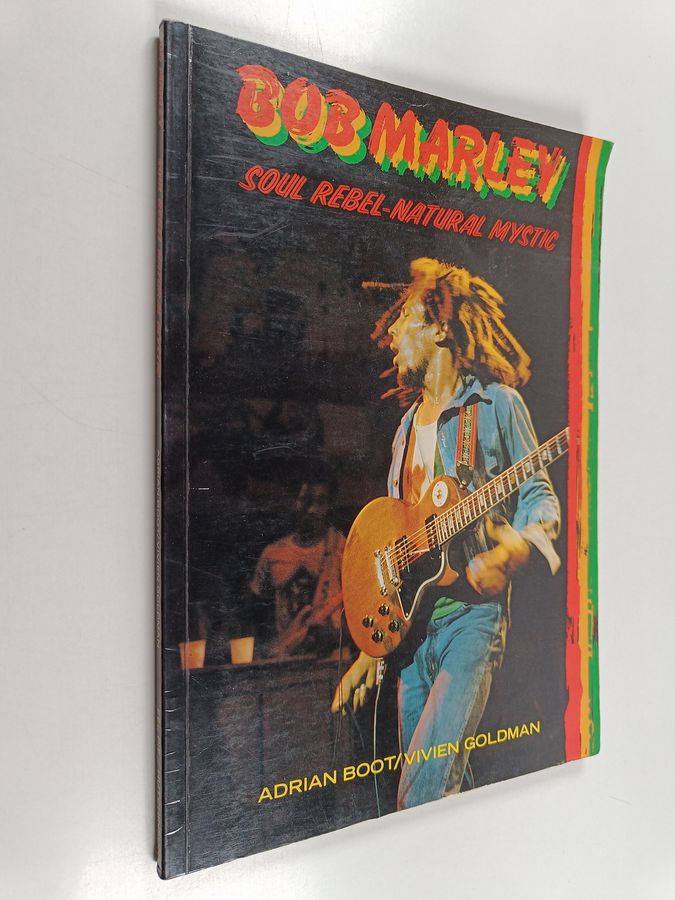 BOB MARLEY
SOUL REBEL-NATURAL MYSTIC
ADRIAN BOOT/VIVIEN GOLDMAN